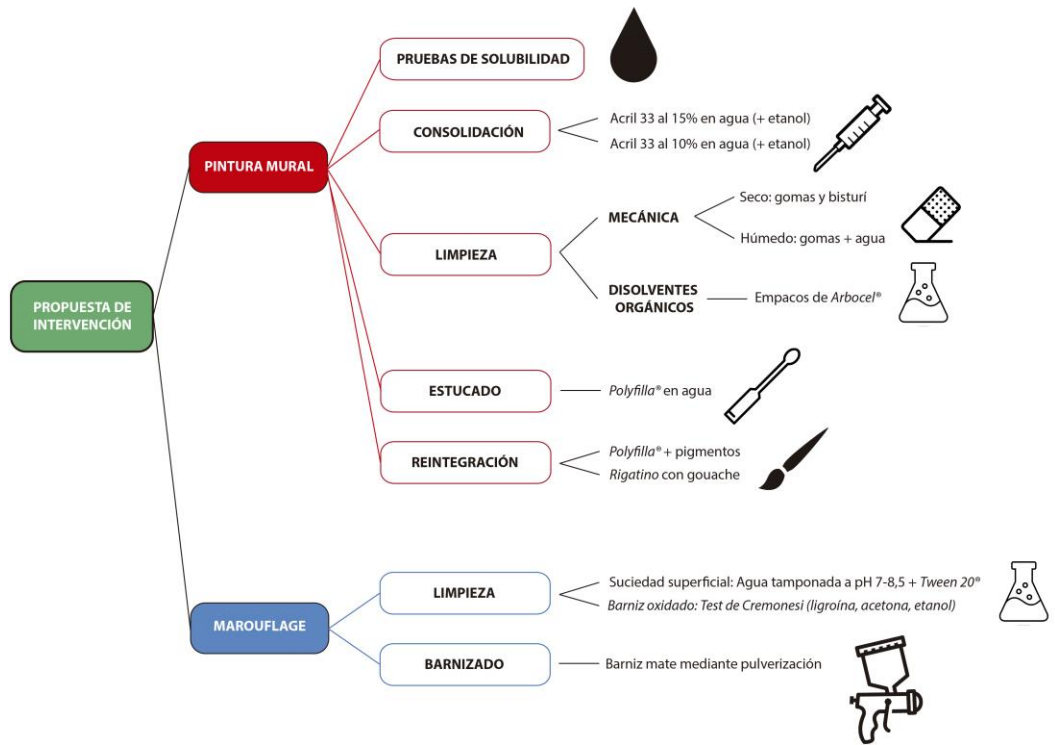 PRUEBAS DE SOLUBILIDAD
CONSOLIDACIÓN
Acril 33 al 15% en agua (+ etanol)
Acril 33 al 10% en agua (+ etanol)
PINTURA MURAL
LIMPIEZA
MECÁNICA
Seco: gomas y bisturí
Húmedo: gomas + agua
DISOLVENTES
ORGÁNICOS
Empacos de Arbocel®
PROPUESTA DE
INTERVENCIÓN
ESTUCADO
Polyfilla® en agua
REINTEGRACIÓN
Polyfilla® + pigmentos
Rigatino con gouache
MAROUFLAGE
LIMPIEZA
Suciedad superficial: Agua tamponada a pH 7-8,5 + Tween 20®
Barniz oxidado: Test de Cremonesi (ligroína, acetona, etanol)
BARNIZADO
Barniz mate mediante pulverización